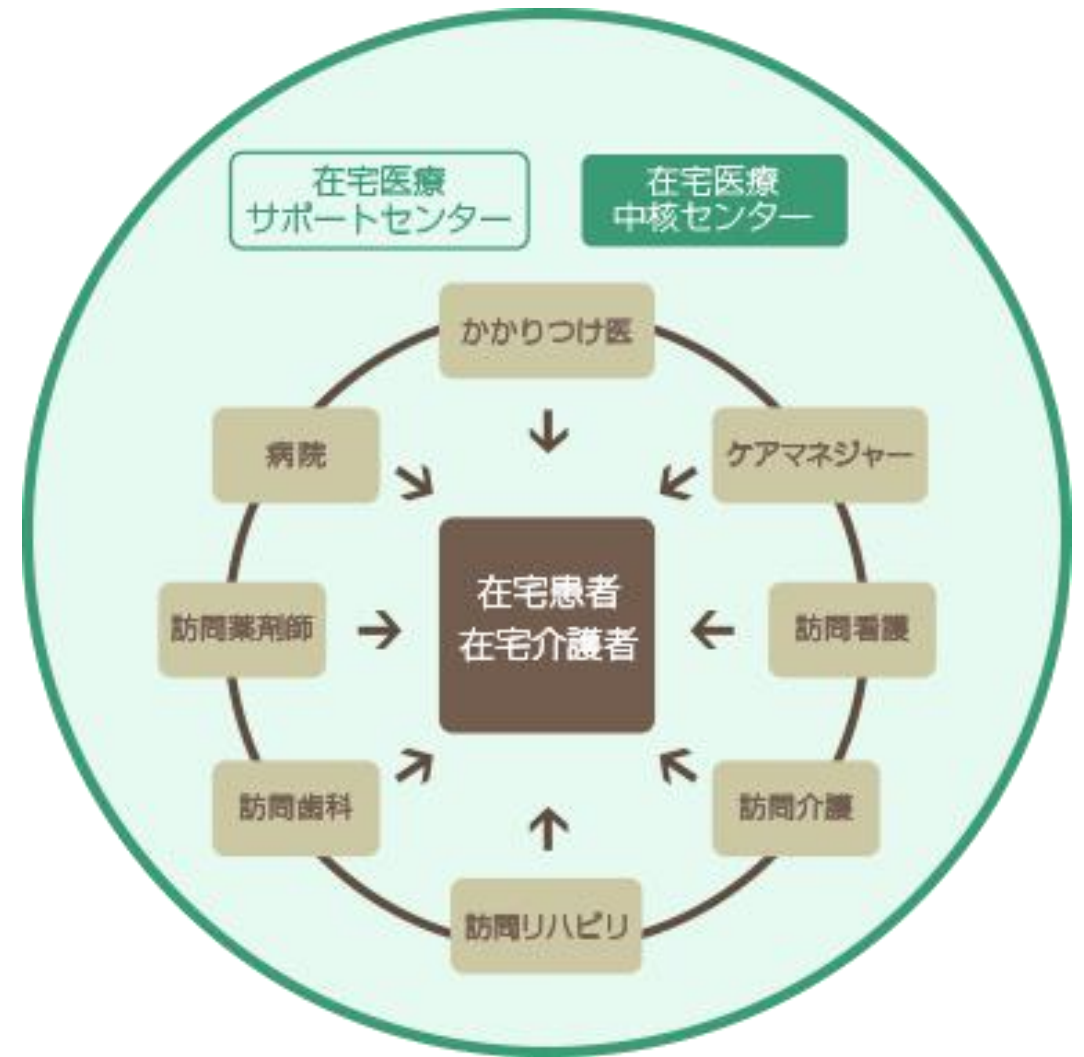 在宅医療
サポートセンター
在宅医療
中核センター
かかりつけ医
病院
ケアマネジャー
在宅患者
在宅介護者
訪問薬剤師
訪問看護
訪問歯科
訪問介護
訪問リハビリ